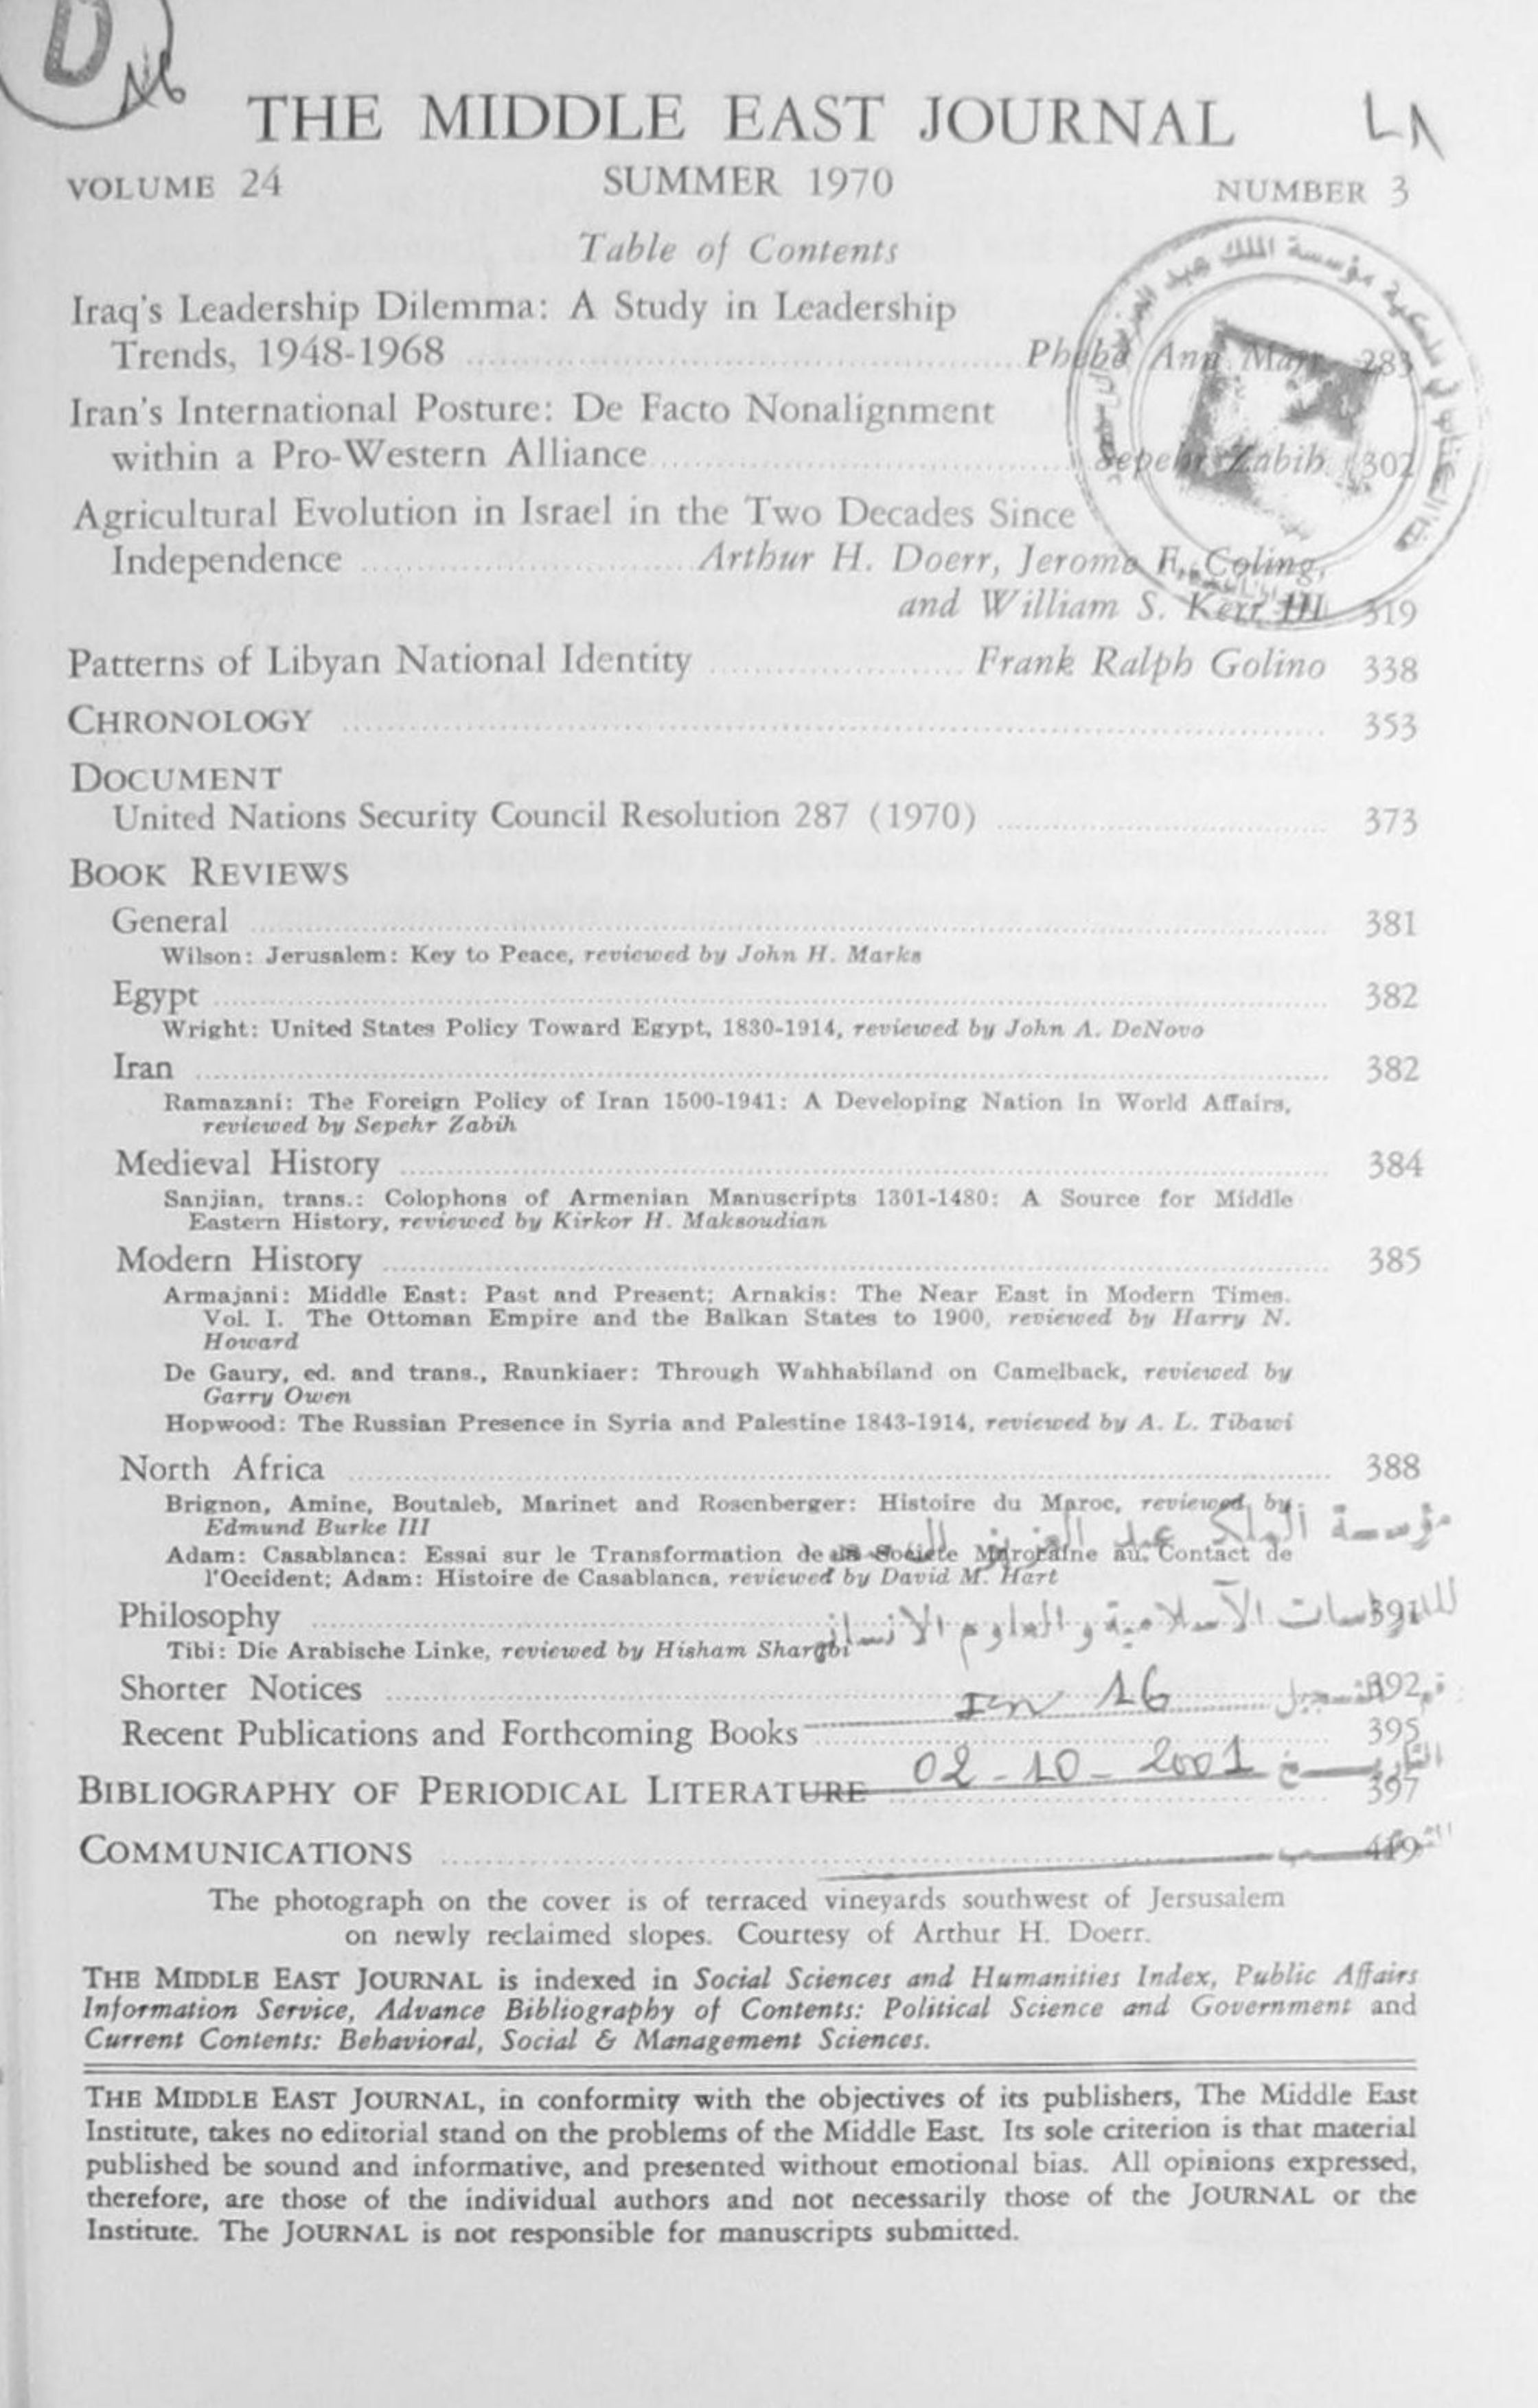 D
THE MIDDLE EAST JOURNAL
VOLUME 24 SUMMER 1970 NUMBER 3
Table of Contents
Iraq's Leadership Dilemma: A Study in Leadership
Trends, 1948-1968 Phebe Ann Marr 283
Iran's International Posture: De Facto Nonalignment
within a Pro-Western Alliance Sepehr Zabih 302
Agricultural Evolution in Israel in the Two Decades Since
Independence Arthur H. Doerr, Jerome F. Coling,
and William S. Kerr III 319
Patterns of Libyan National Identity Frank Ralph Golino 338
CHRONOLOGY 353
DOCUMENT
United Nations Security Council Resolution 287 (1970) 373
BOOK REVIEWS
General 381
Wilson: Jerusalem: Key to Peace, reviewed by John H. Marks
Egypt 382
Wright: United States Policy Toward Egypt, 1830-1914, reviewed by John A. DeNovo
Iran 382
Ramazani: The Foreign Policy of Iran 1500-1941: A Developing Nation in World Affairs,
reviewed by Sepehr Zabih
Medieval History 384
Sanjian, trans.: Colophons of Armenian Manuscripts 1301-1480: A Source for Middle
Eastern History, reviewed by Kirkor H. Maksoudian
Modern History 385
Armajani: Middle East: Past and Present; Arnakis: The Near East in Modern Times.
Vol. I. The Ottoman Empire and the Balkan States to 1900, reviewed by Harry N.
Howard
De Gaury, ed. and trans., Raunkiaer: Through Wahhabiland on Camelback, reviewed by
Garry Owen
Hopwood: The Russian Presence in Syria and Palestine 1843-1914, reviewed by A. L. Tibawi
North Africa 388
Brignon, Amine, Boutaleb, Marinet and Rosenberger: Histoire du Maroc, reviewed by
Edmund Burke III
مؤسسة الملك عبد العزيز
Adam: Casablanca: Essai sur le Transformation de la Société Marocaine au Contact de
l'Occident; Adam: Histoire de Casablanca, reviewed by David M. Hart
Philosophy 391
للدراسات الآسلامية و العلوم الانسانية
Tibi: Die Arabische Linke, reviewed by Hisham Sharabi
Shorter Notices 392
In 16 التسجيل
Recent Publications and Forthcoming Books 395
02-10-2001 التاريخ
BIBLIOGRAPHY OF PERIODICAL LITERATURE 397
COMMUNICATIONS 419
The photograph on the cover is of terraced vineyards southwest of Jersusalem
on newly reclaimed slopes. Courtesy of Arthur H. Doerr.
THE MIDDLE EAST JOURNAL is indexed in Social Sciences and Humanities Index, Public Affairs
Information Service, Advance Bibliography of Contents: Political Science and Government and
Current Contents: Behavioral, Social & Management Sciences.
THE MIDDLE EAST JOURNAL, in conformity with the objectives of its publishers, The Middle East
Institute, takes no editorial stand on the problems of the Middle East. Its sole criterion is that material
published be sound and informative, and presented without emotional bias. All opinions expressed,
therefore, are those of the individual authors and not necessarily those of the JOURNAL or the
Institute. The JOURNAL is not responsible for manuscripts submitted.